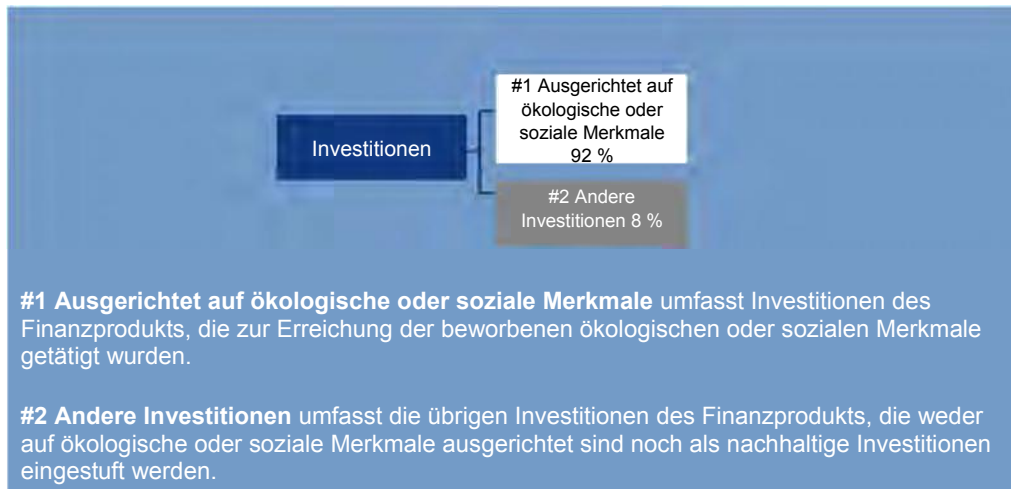 #1 Ausgerichtet auf
ökologische oder
soziale Merkmale
92 %
Investitionen
#2 Andere
Investitionen 8 %
#1 Ausgerichtet auf ökologische oder soziale Merkmale umfasst Investitionen des
Finanzprodukts, die zur Erreichung der beworbenen ökologischen oder sozialen Merkmale
getätigt wurden.
#2 Andere Investitionen umfasst die übrigen Investitionen des Finanzprodukts, die weder
auf ökologische oder soziale Merkmale ausgerichtet sind noch als nachhaltige Investitionen
eingestuft werden.